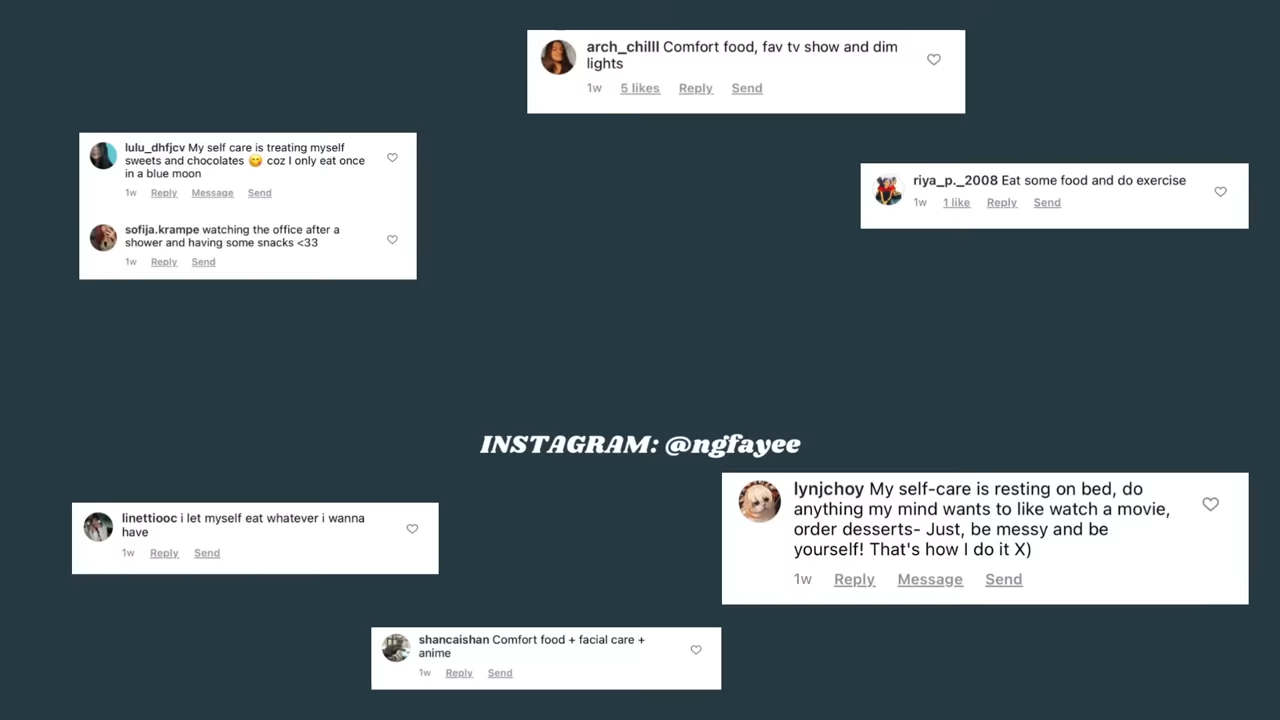 arch_chilll Comfort food, fav tv show and dim
lights
1w 5 likes Reply Send
lulu_dhfjcv My self care is treating myself
sweets and chocolates 😋 coz I only eat once
in a blue moon
1w Reply Message Send
sofija.krampe watching the office after a
shower and having some snacks <33
1w Reply Send
riya_p._2008 Eat some food and do exercise
1w 1 like Reply Send
INSTAGRAM: @ngfayee
linettiooc i let myself eat whatever i wanna
have
1w Reply Send
lynjchoy My self-care is resting on bed, do
anything my mind wants to like watch a movie,
order desserts- Just, be messy and be
yourself! That's how I do it X)
1w Reply Message Send
shancaishan Comfort food + facial care +
anime
1w Reply Send